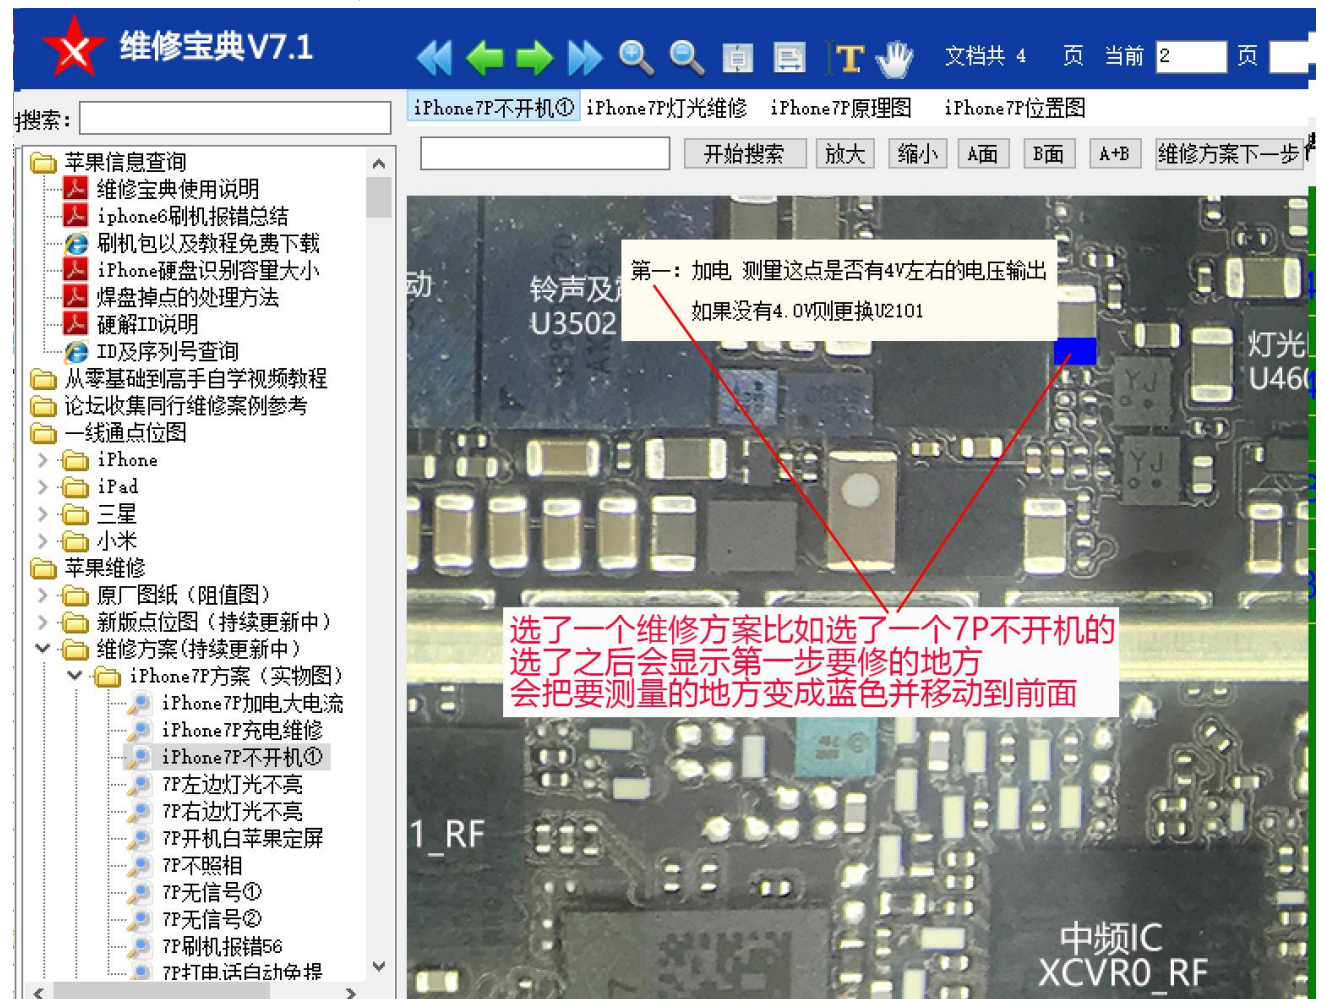 维修宝典V7.1
文档共 4 页 当前 2 页
搜索：
iPhone7P不开机① iPhone7P灯光维修 iPhone7P原理图 iPhone7P位置图
开始搜索 放大 缩小 A面 B面 A+B 维修方案下一步
苹果信息查询
维修宝典使用说明
iphone6刷机报错总结
刷机包以及教程免费下载
iPhone硬盘识别容量大小
焊盘掉点的处理方法
硬解ID说明
ID及序列号查询
从零基础到高手自学视频教程
论坛收集同行维修案例参考
一线通点位图
iPhone
iPad
三星
小米
苹果维修
原厂图纸（阻值图）
新版点位图（持续更新中）
维修方案(持续更新中）
iPhone7P方案（实物图）
iPhone7P加电大电流
iPhone7P充电维修
iPhone7P不开机①
7P左边灯光不亮
7P右边灯光不亮
7P开机白苹果定屏
7P不照相
7P无信号①
7P无信号②
7P刷机报错56
7P打电话自动免提
动
铃声及
U3502
第一：加电 测量这点是否有4V左右的电压输出
如果没有4.0V则更换U2101
灯光
U46
YJ
YJ
选了一个维修方案比如选了一个7P不开机的
选了之后会显示第一步要修的地方
会把要测量的地方变成蓝色并移动到前面
1_RF
中频IC
XCVR0_RF